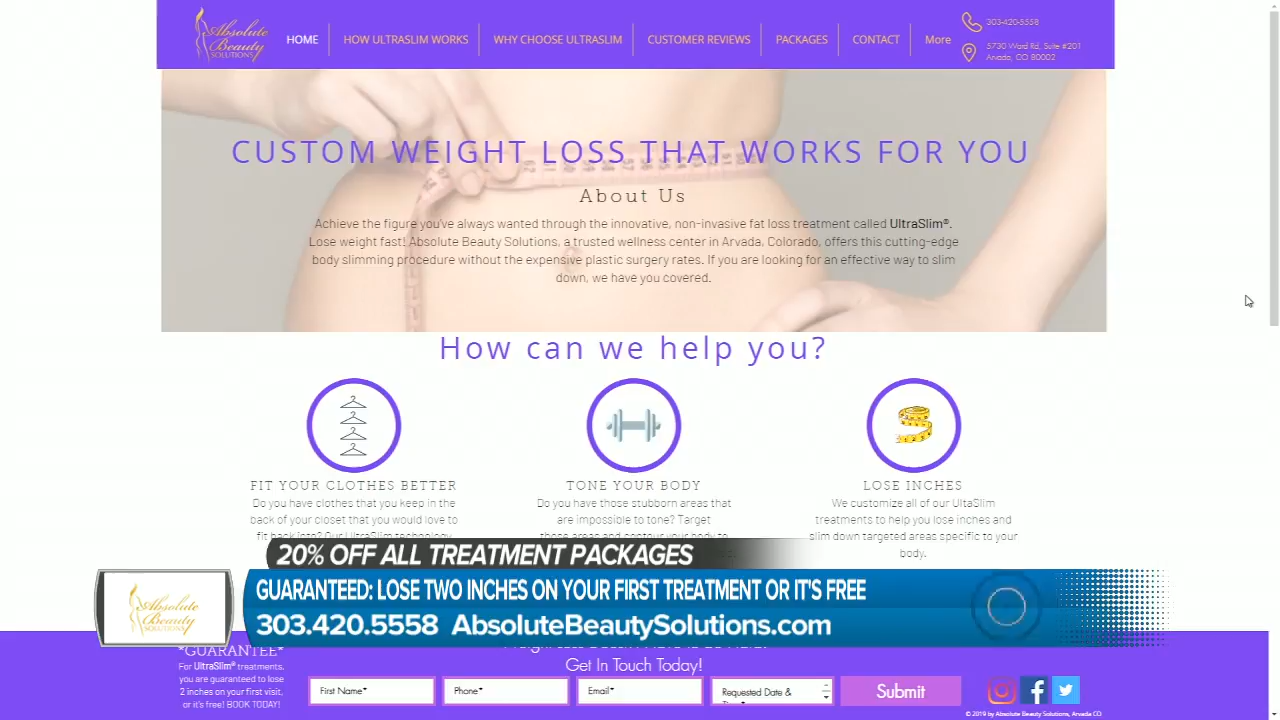 Absolute
Beauty
SOLUTIONS
HOME
HOW ULTRASLIM WORKS
WHY CHOOSE ULTRASLIM
CUSTOMER REVIEWS
PACKAGES
CONTACT
More
303-420-5558
5730 Ward Rd, Suite #201
Arvada, CO 80002
CUSTOM WEIGHT LOSS THAT WORKS FOR YOU
About Us
Achieve the figure you've always wanted through the innovative, non-invasive fat loss treatment called UltraSlim®.
Lose weight fast! Absolute Beauty Solutions, a trusted wellness center in Arvada, Colorado, offers this cutting-edge
body slimming procedure without the expensive plastic surgery rates. If you are looking for an effective way to slim
down, we have you covered.
How can we help you?
FIT YOUR CLOTHES BETTER
Do you have clothes that you keep in the
back of your closet that you would love to
fit back into? Our UltraSlim technology
TONE YOUR BODY
Do you have those stubborn areas that
are impossible to tone? Target
those areas and contour your body to
LOSE INCHES
We customize all of our UltaSlim
treatments to help you lose inches and
slim down targeted areas specific to your
body.
20% OFF ALL TREATMENT PACKAGES
GUARANTEED: LOSE TWO INCHES ON YOUR FIRST TREATMENT OR IT'S FREE
303.420.5558 AbsoluteBeautySolutions.com
Absolute
Beauty
SOLUTIONS
*GUARANTEE*
For UltraSlim® treatments,
you are guaranteed to lose
2 inches on your first visit,
or it's free! BOOK TODAY!
Get In Touch Today!
First Name*
Phone*
Email*
Requested Date &
Submit
© 2019 by Absolute Beauty Solutions, Arvada CO